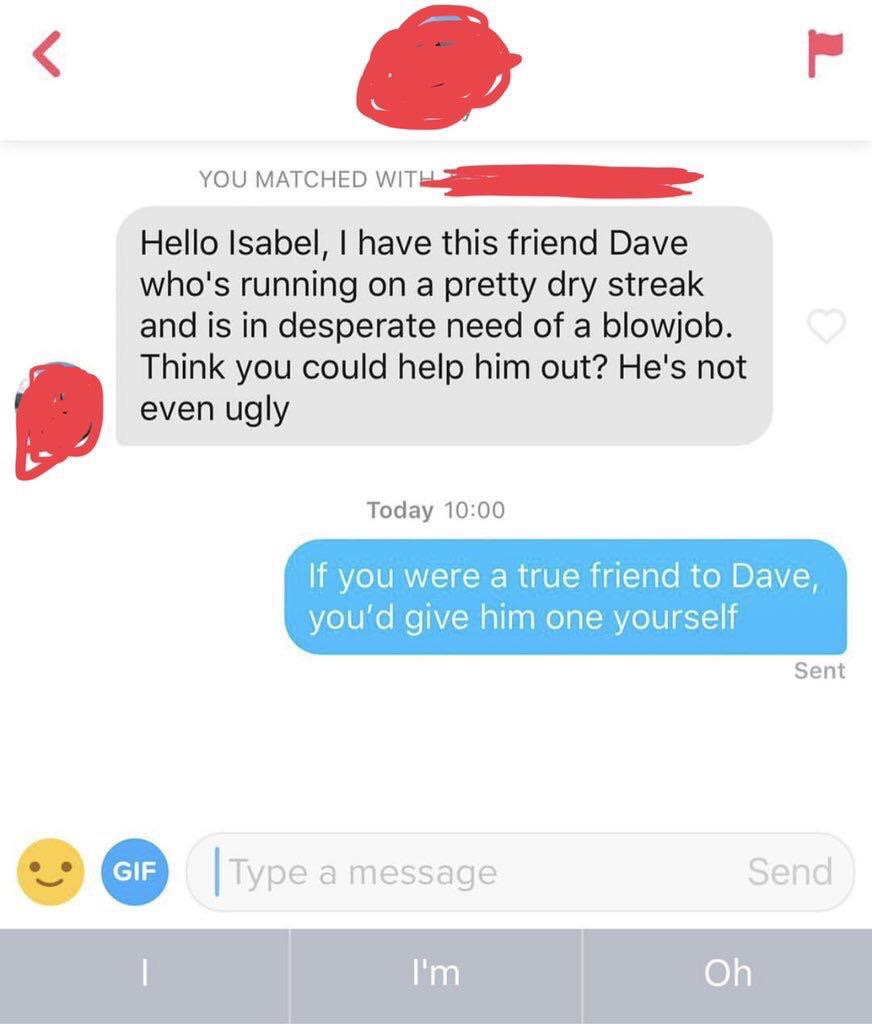 YOU MATCHED WITH
Hello Isabel, I have this friend Dave
who's running on a pretty dry streak
and is in desperate need of a blowjob.
Think you could help him out? He's not
even ugly
Today 10:00
If you were a true friend to Dave,
you’d give him one yourself
Sent
GIF
Type a message
Send
I
I'm
Oh